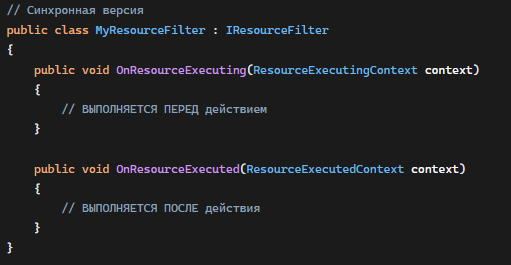 // Синхронная версия
public class MyResourceFilter : IResourceFilter
{
    public void OnResourceExecuting(ResourceExecutingContext context)
    {
        // ВЫПОЛНЯЕТСЯ ПЕРЕД действием
    }

    public void OnResourceExecuted(ResourceExecutedContext context)
    {
        // ВЫПОЛНЯЕТСЯ ПОСЛЕ действия
    }
}